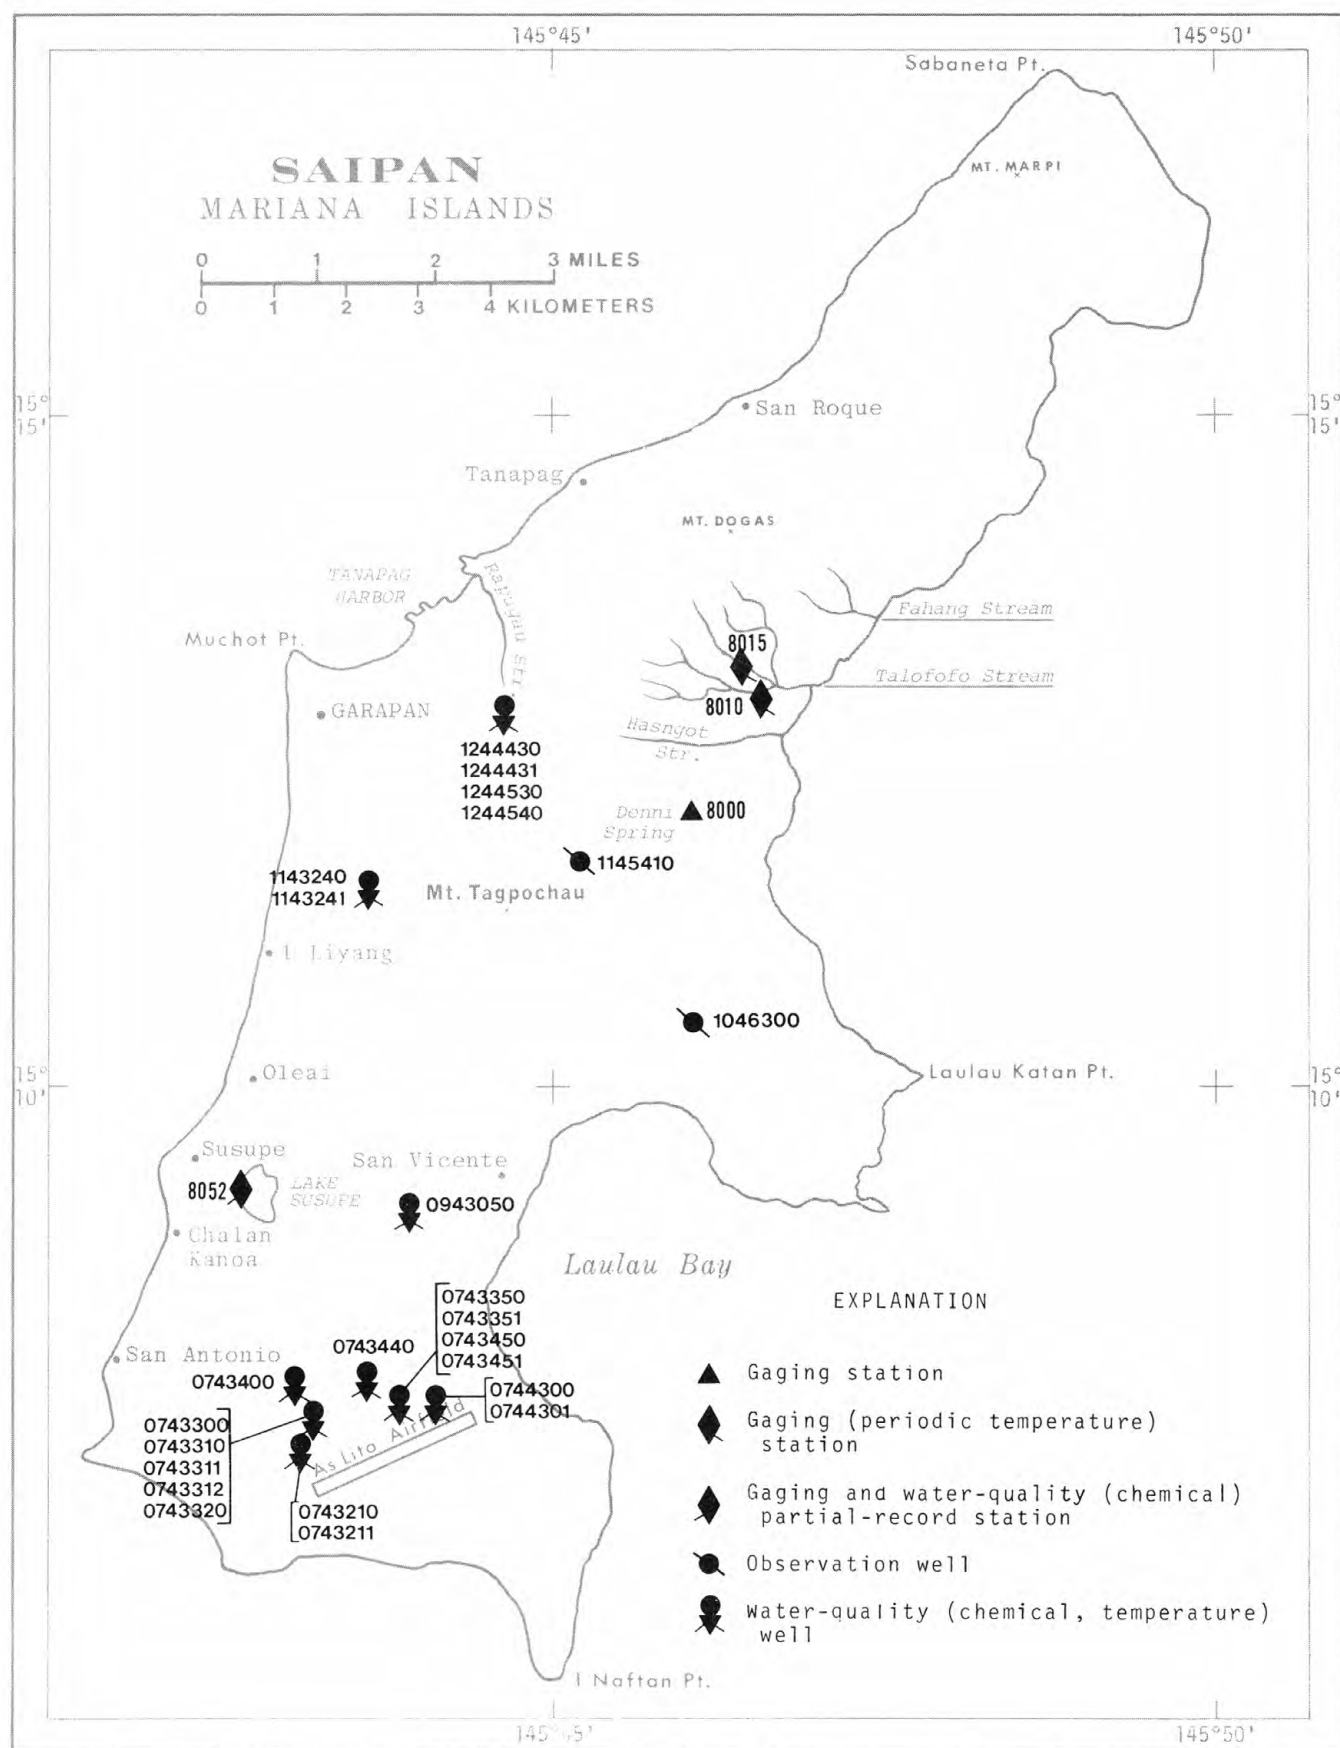 145°45'
145°50'
Sabaneta Pt.
MT. MARPI
SAIPAN
MARIANA ISLANDS
0 1 2 3 MILES
0 1 2 3 4 KILOMETERS
15°
15'
15°
15'
San Roque
Tanapag
MT. DOGAS
TANAPAG
HARBOR
Str.
Fahang Stream
Muchot Pt.
8015
Talofofo Stream
8010
GARAPAN
Hasngot
Str.
1244430
1244431
1244530
1244540
Denni
Spring
8000
1145410
1143240
1143241
Mt. Tagpochau
Liyang
1046300
Oleai
15°
10'
15°
10'
Laulau Katan Pt.
Susupe
San Vicente
8052
LAKE
SUSUPE
0943050
Chalan
Kanoa
Laulau Bay
0743350
0743351
0743450
0743451
EXPLANATION
San Antonio
0743440
0743400
0744300
0744301
Gaging station
0743300
0743310
0743311
0743312
0743320
As Lito Airfield
Gaging (periodic temperature)
station
0743210
0743211
Gaging and water-quality (chemical)
partial-record station
Observation well
Water-quality (chemical, temperature)
well
I Naftan Pt.
145°45'
145°50'